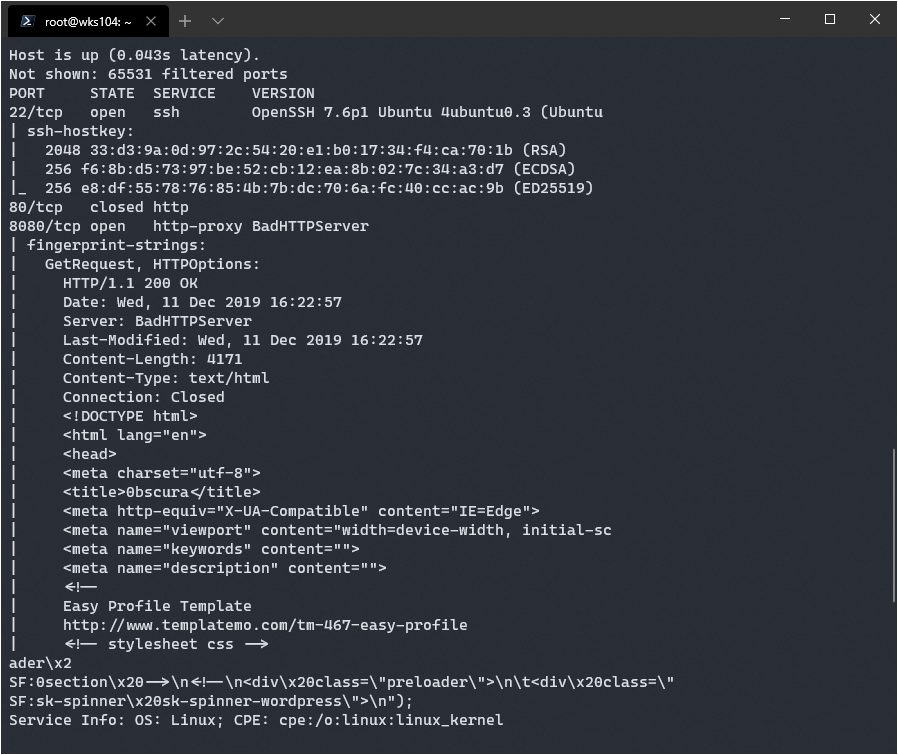 root@wks104: ~
Host is up (0.043s latency).
Not shown: 65531 filtered ports
PORT     STATE  SERVICE    VERSION
22/tcp   open   ssh        OpenSSH 7.6p1 Ubuntu 4ubuntu0.3 (Ubuntu
| ssh-hostkey:
|   2048 33:d3:9a:0d:97:2c:54:20:e1:b0:17:34:f4:ca:70:1b (RSA)
|   256 f6:8b:d5:73:97:be:52:cb:12:ea:8b:02:7c:34:a3:d7 (ECDSA)
|_  256 e8:df:55:78:76:85:4b:7b:dc:70:6a:fc:40:cc:ac:9b (ED25519)
80/tcp   closed http
8080/tcp open   http-proxy BadHTTPServer
| fingerprint-strings:
|   GetRequest, HTTPOptions:
|     HTTP/1.1 200 OK
|     Date: Wed, 11 Dec 2019 16:22:57
|     Server: BadHTTPServer
|     Last-Modified: Wed, 11 Dec 2019 16:22:57
|     Content-Length: 4171
|     Content-Type: text/html
|     Connection: Closed
|     <!DOCTYPE html>
|     <html lang="en">
|     <head>
|     <meta charset="utf-8">
|     <title>0bscura</title>
|     <meta http-equiv="X-UA-Compatible" content="IE=Edge">
|     <meta name="viewport" content="width=device-width, initial-sc
|     <meta name="keywords" content="">
|     <meta name="description" content="">
|     <!--
|     Easy Profile Template
|     http://www.templatemo.com/tm-467-easy-profile
|     <!-- stylesheet css -->
ader\x2
SF:0section\x20-->\n<!--\n<div\x20class=\"preloader\">\n\t<div\x20class=\"
SF:sk-spinner\x20sk-spinner-wordpress\">\n");
Service Info: OS: Linux; CPE: cpe:/o:linux:linux_kernel